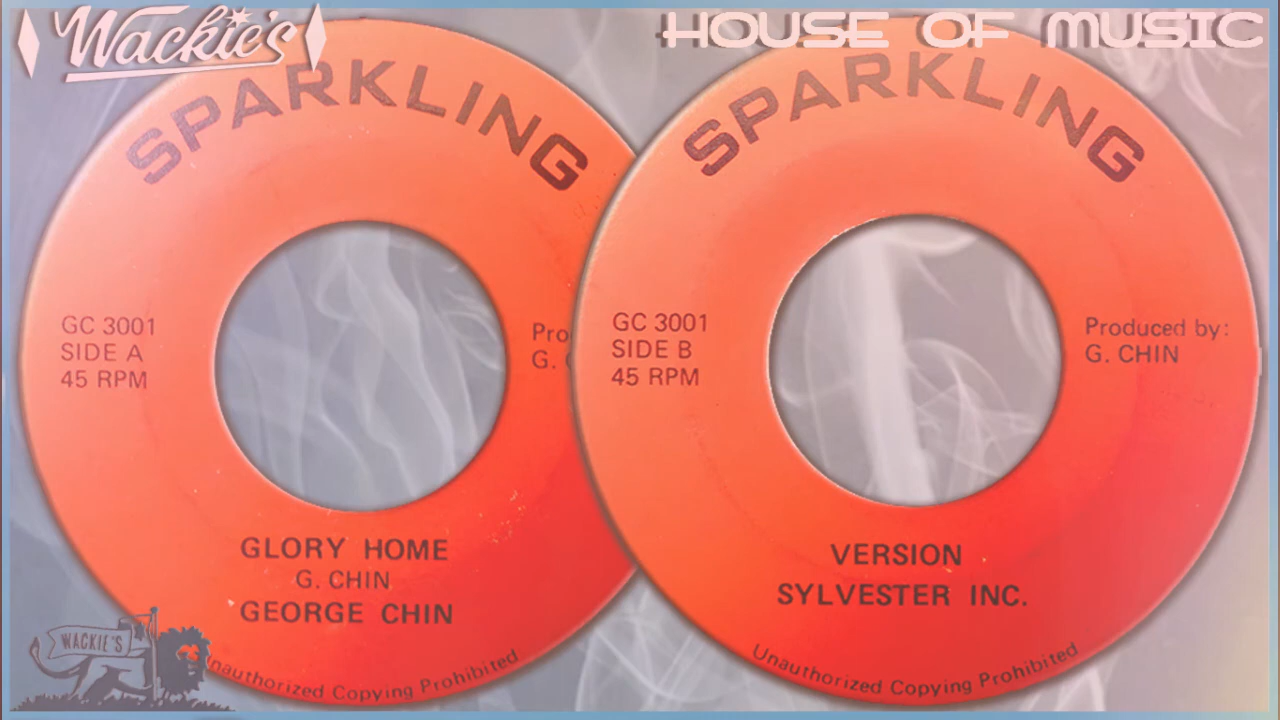 Wackie's
HOUSE OF MUSIC
SPARKLING
GC 3001
SIDE A
45 RPM
Pro
G. C
GLORY HOME
G. CHIN
GEORGE CHIN
Unauthorized Copying Prohibited
SPARKLING
GC 3001
SIDE B
45 RPM
Produced by:
G. CHIN
VERSION
SYLVESTER INC.
Unauthorized Copying Prohibited
WACKIE'S